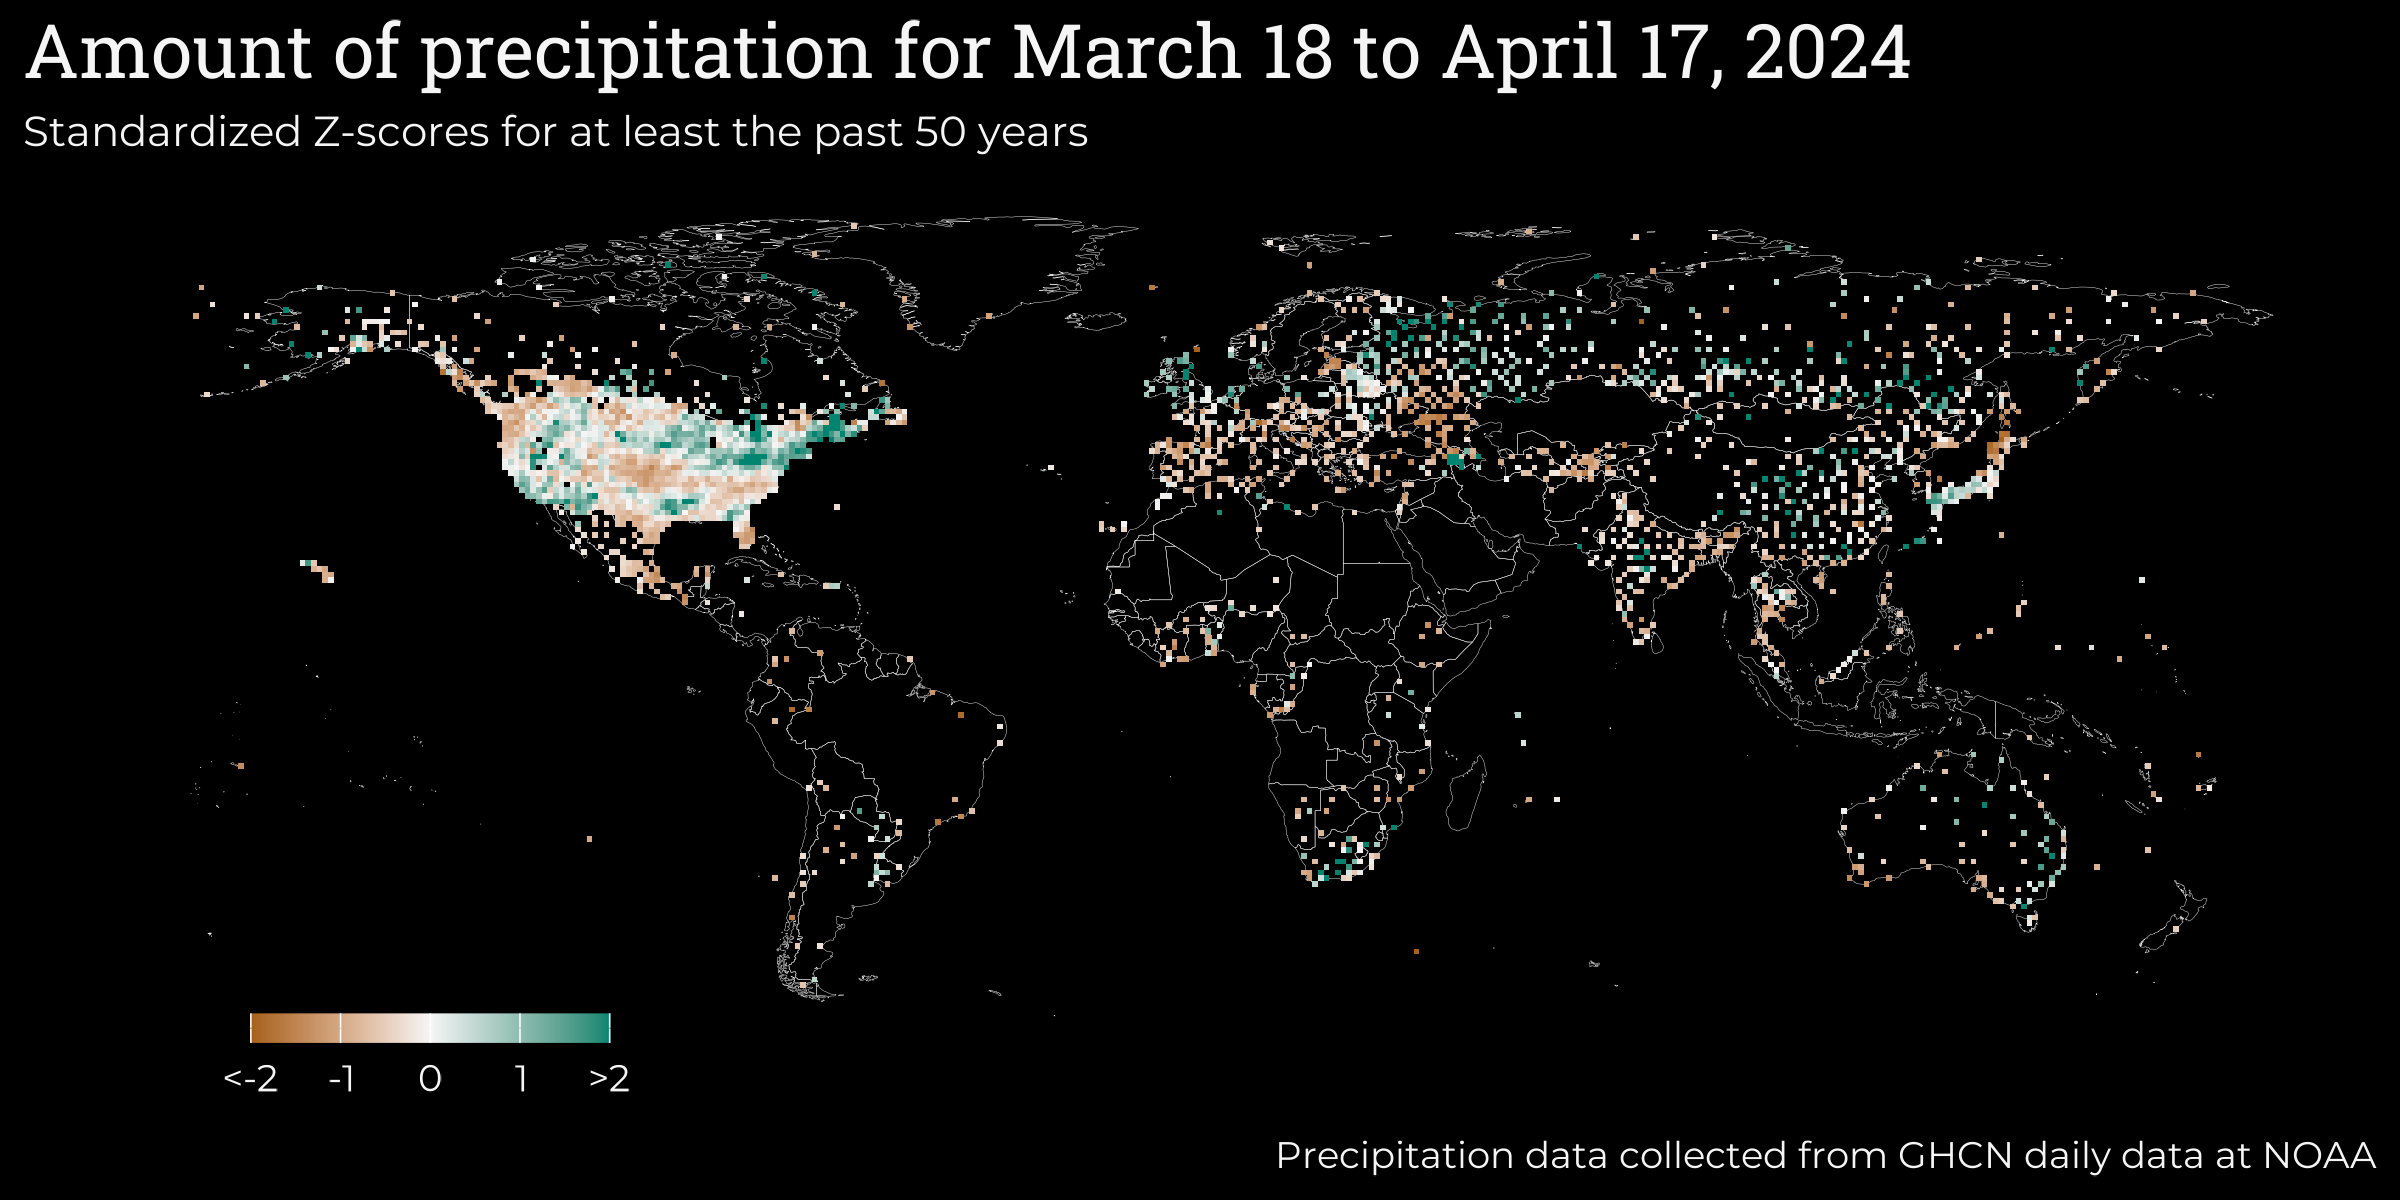 Amount of precipitation for March 18 to April 17, 2024
Standardized Z-scores for at least the past 50 years
<-2 -1 0 1 >2
Precipitation data collected from GHCN daily data at NOAA